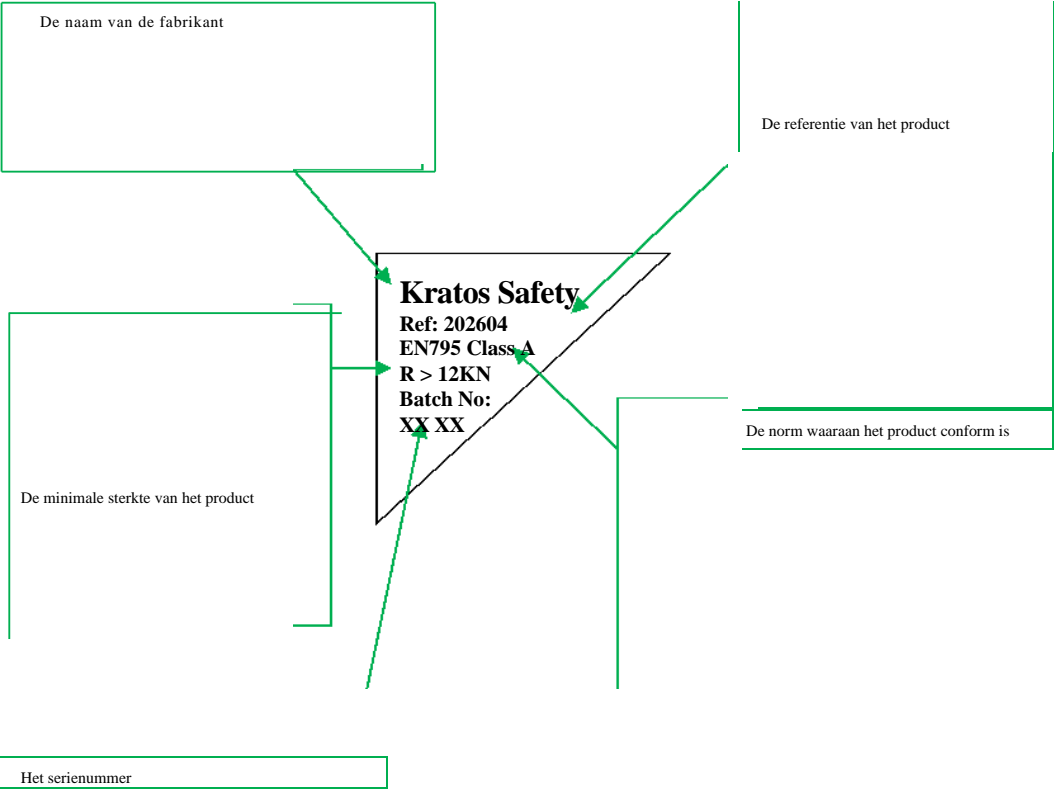 De naam van de fabrikant
De referentie van het product
Kratos Safety
Ref: 202604
EN795 Class A
R > 12KN
Batch No:
XX XX
De norm waaraan het product conform is
De minimale sterkte van het product
Het serienummer